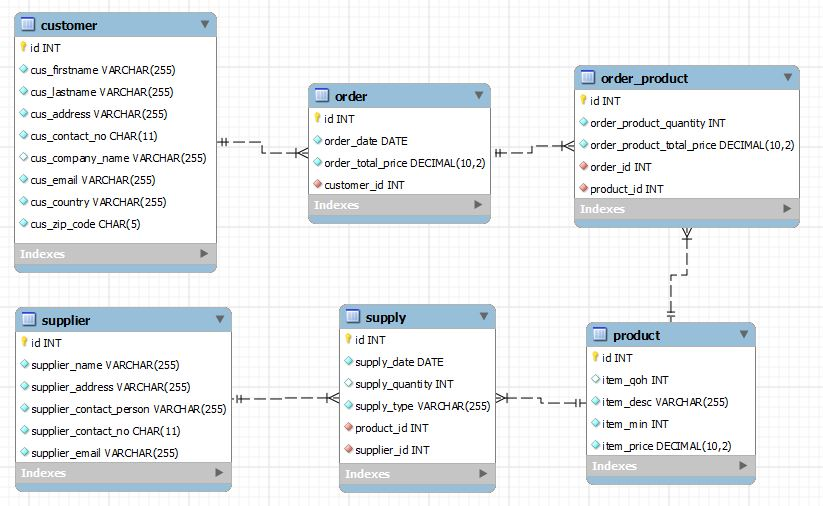 customer
id INT
cus_firstname VARCHAR(255)
cus_lastname VARCHAR(255)
cus_address VARCHAR(255)
cus_contact_no CHAR(11)
cus_company_name VARCHAR(255)
cus_email VARCHAR(255)
cus_country VARCHAR(255)
cus_zip_code CHAR(5)
Indexes
order
id INT
order_date DATE
order_total_price DECIMAL(10,2)
customer_id INT
Indexes
order_product
id INT
order_product_quantity INT
order_product_total_price DECIMAL(10,2)
order_id INT
product_id INT
Indexes
supplier
id INT
supplier_name VARCHAR(255)
supplier_address VARCHAR(255)
supplier_contact_person VARCHAR(255)
supplier_contact_no CHAR(11)
supplier_email VARCHAR(255)
Indexes
supply
id INT
supply_date DATE
supply_quantity INT
supply_type VARCHAR(255)
product_id INT
supplier_id INT
Indexes
product
id INT
item_qoh INT
item_desc VARCHAR(255)
item_min INT
item_price DECIMAL(10,2)
Indexes